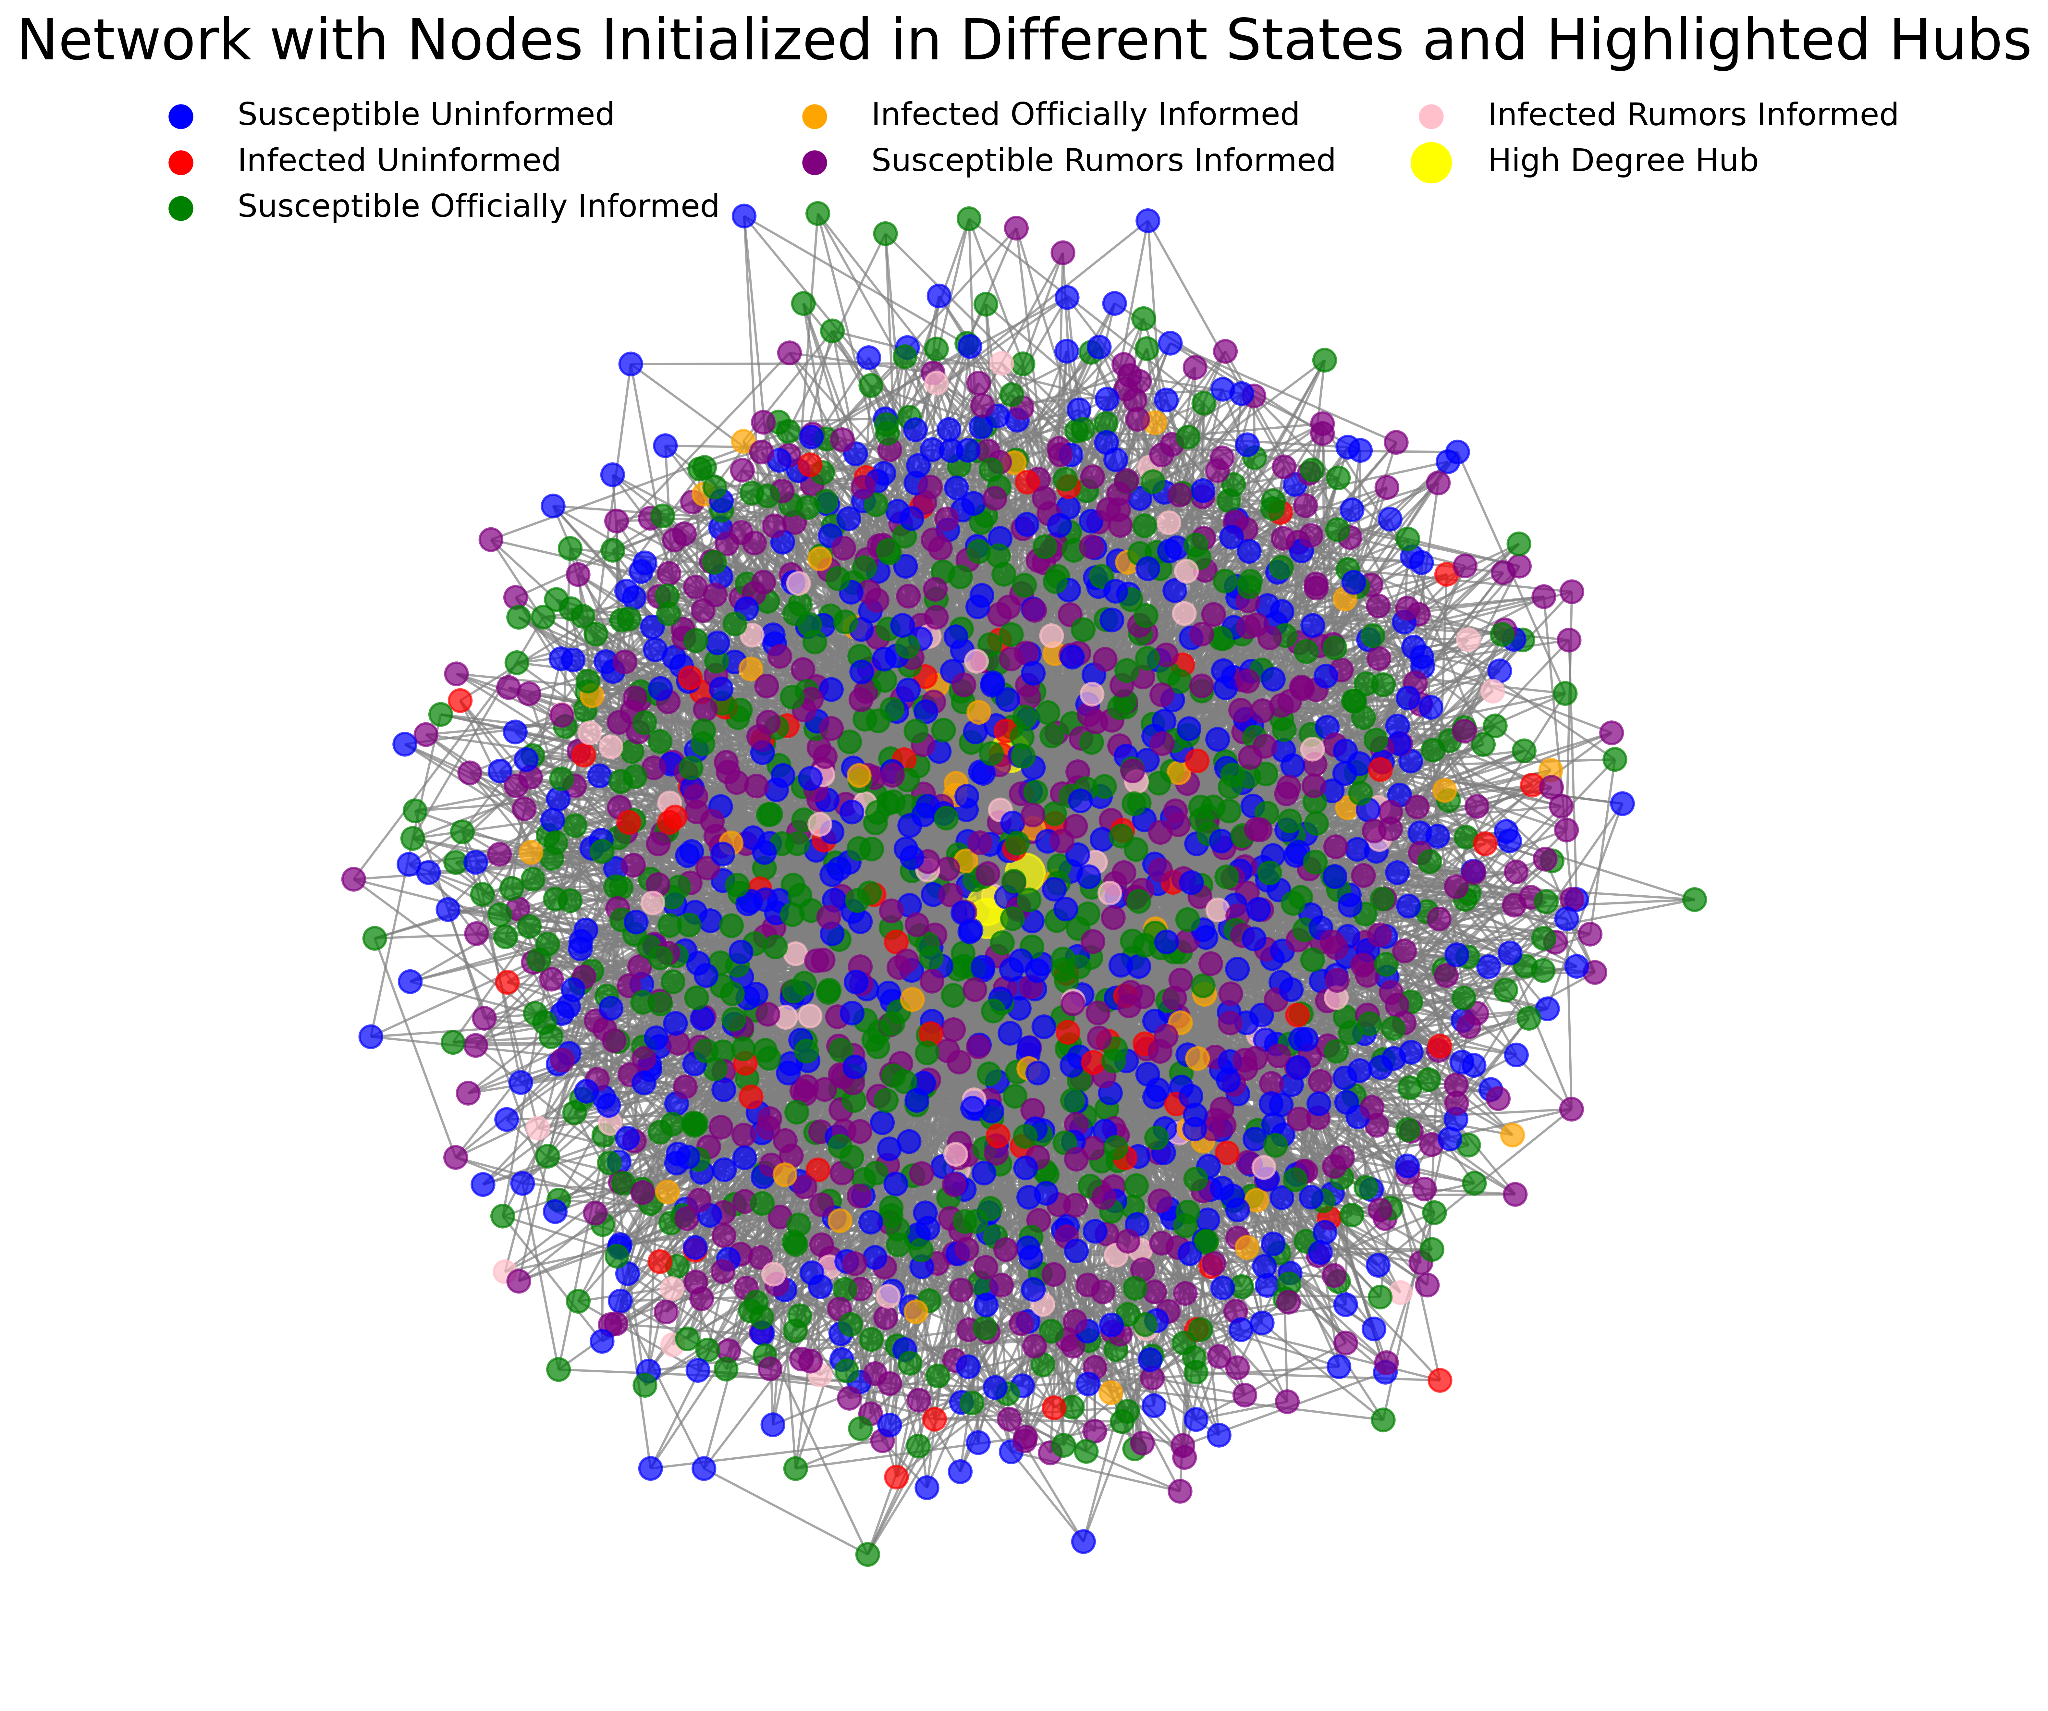 Network with Nodes Initialized in Different States and Highlighted Hubs
Susceptible Uninformed
Infected Uninformed
Susceptible Officially Informed
Infected Officially Informed
Susceptible Rumors Informed
Infected Rumors Informed
High Degree Hub